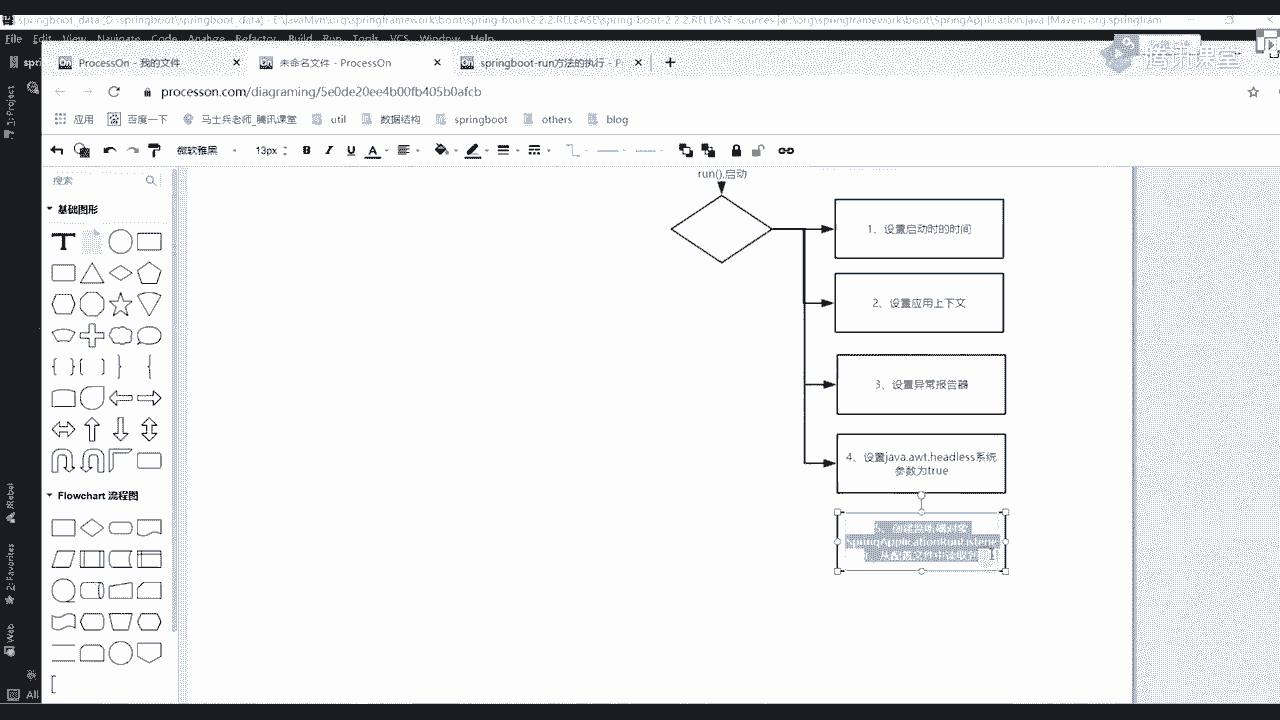 springboot_data [D:\springboot\springboot_data] - E:\JavaMvn\org\springframework\boot\spring-boot\2.2.2.RELEASE\spring-boot-2.2.2.RELEASE-sources.jar!\org\springframework\boot\SpringApplication.java [Maven: org.springfram
File Edit View Navigate Code Analyze Refactor Build Run Tools VCS Window Help
腾讯课堂
ProcessOn - 我的文件
未命名文件 - ProcessOn
springboot-run方法的执行 - P
processon.com/diagraming/5e0de20ee4b00fb405b0afcb
应用
百度一下
马士兵老师_腾讯课堂
util
数据结构
springboot
others
blog
微软雅黑
13px
B I U A
搜索
基础图形
Flowchart 流程图
run(),启动
1、设置启动时的时间
2、设置应用上下文
3、设置异常报告器
4、设置java.awt.headless系统
参数为true
SpringApplicationRunListene
1: Project
JRebel
2: Favorites
Web
All